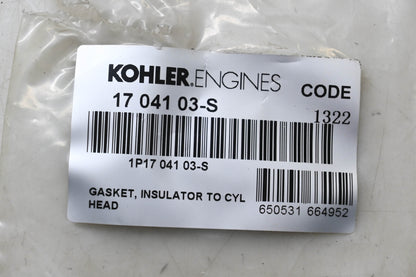 KOHLER.ENGINES
CODE
17 041 03-S
1322
1P17 041 03-S
GASKET, INSULATOR TO CYL
HEAD
650531 664952